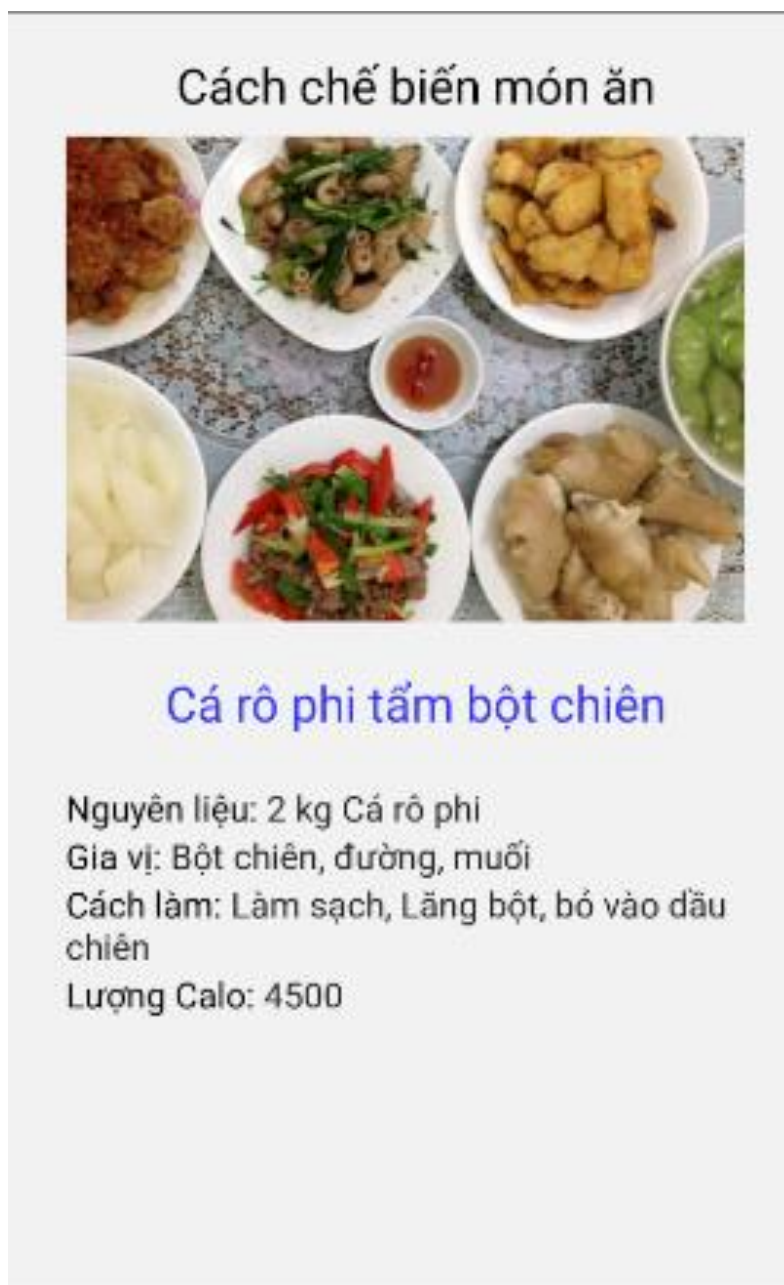 Cách chế biến món ăn
Cá rô phi tẩm bột chiên
Nguyên liệu: 2 kg Cá rô phi
Gia vị: Bột chiên, đường, muối
Cách làm: Làm sạch, Lăng bột, bó vào dầu
chiên
Lượng Calo: 4500